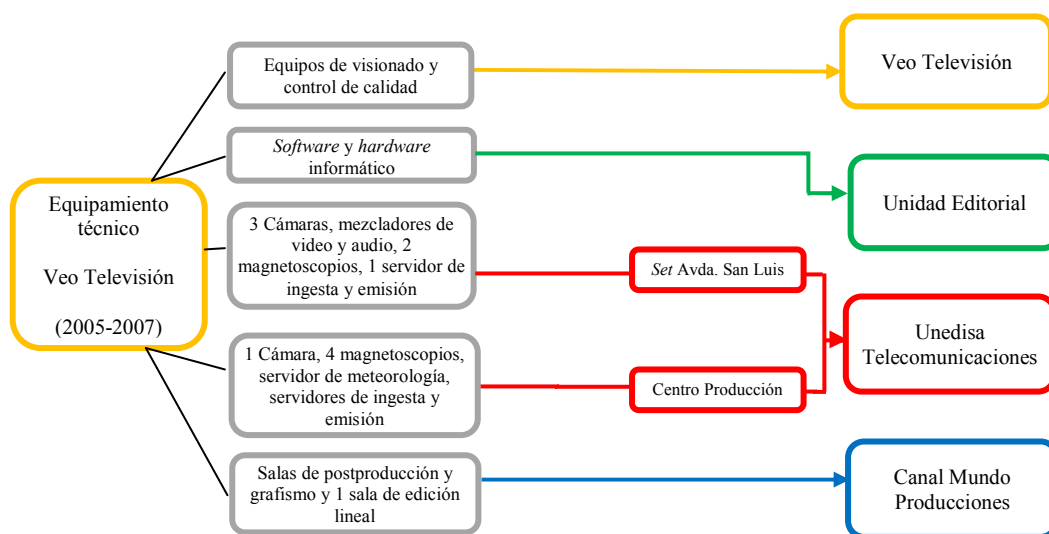 Equipamiento
técnico
Veo Televisión
(2005-2007)
Equipos de visionado y
control de calidad
Veo Televisión
Software y hardware
informático
Unidad Editorial
3 Cámaras, mezcladores
de video y audio, 2
magnetoscopios, 1 servidor de
ingesta y emisión
Set Avda. San Luis
1 Cámara, 4 magnetoscopios,
servidor de meteorología,
servidores de ingesta y
emisión
Centro Producción
Unedisa
Telecomunicaciones
Salas de postproducción y
grafismo y 1 sala de edición
lineal
Canal Mundo
Producciones